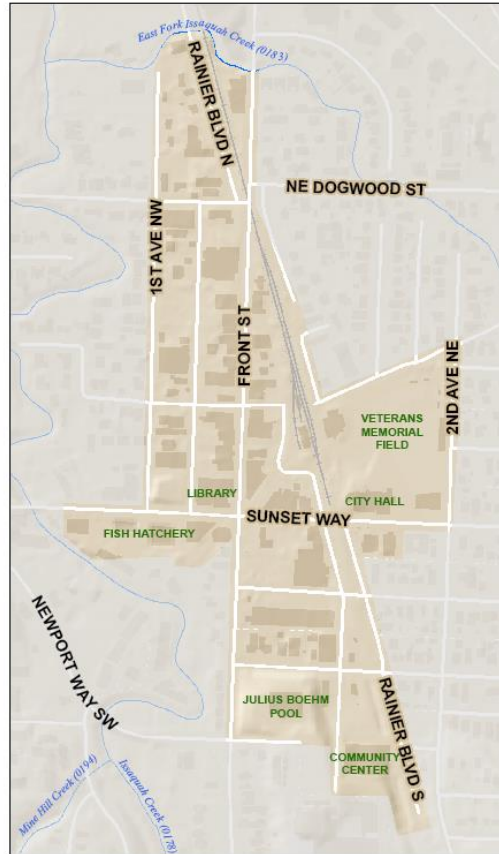 East Fork Issaquah Creek (0183)
RAINIER BLVD N
NE DOGWOOD ST
1ST AVE NW
FRONT ST
2ND AVE NE
VETERANS
MEMORIAL
FIELD
LIBRARY
CITY HALL
SUNSET WAY
FISH HATCHERY
NEWPORT WAY SW
JULIUS BOEHM
POOL
RAINIER BLVD S
COMMUNITY
CENTER
Mine Hill Creek (0194)
Issaquah Creek (0178)